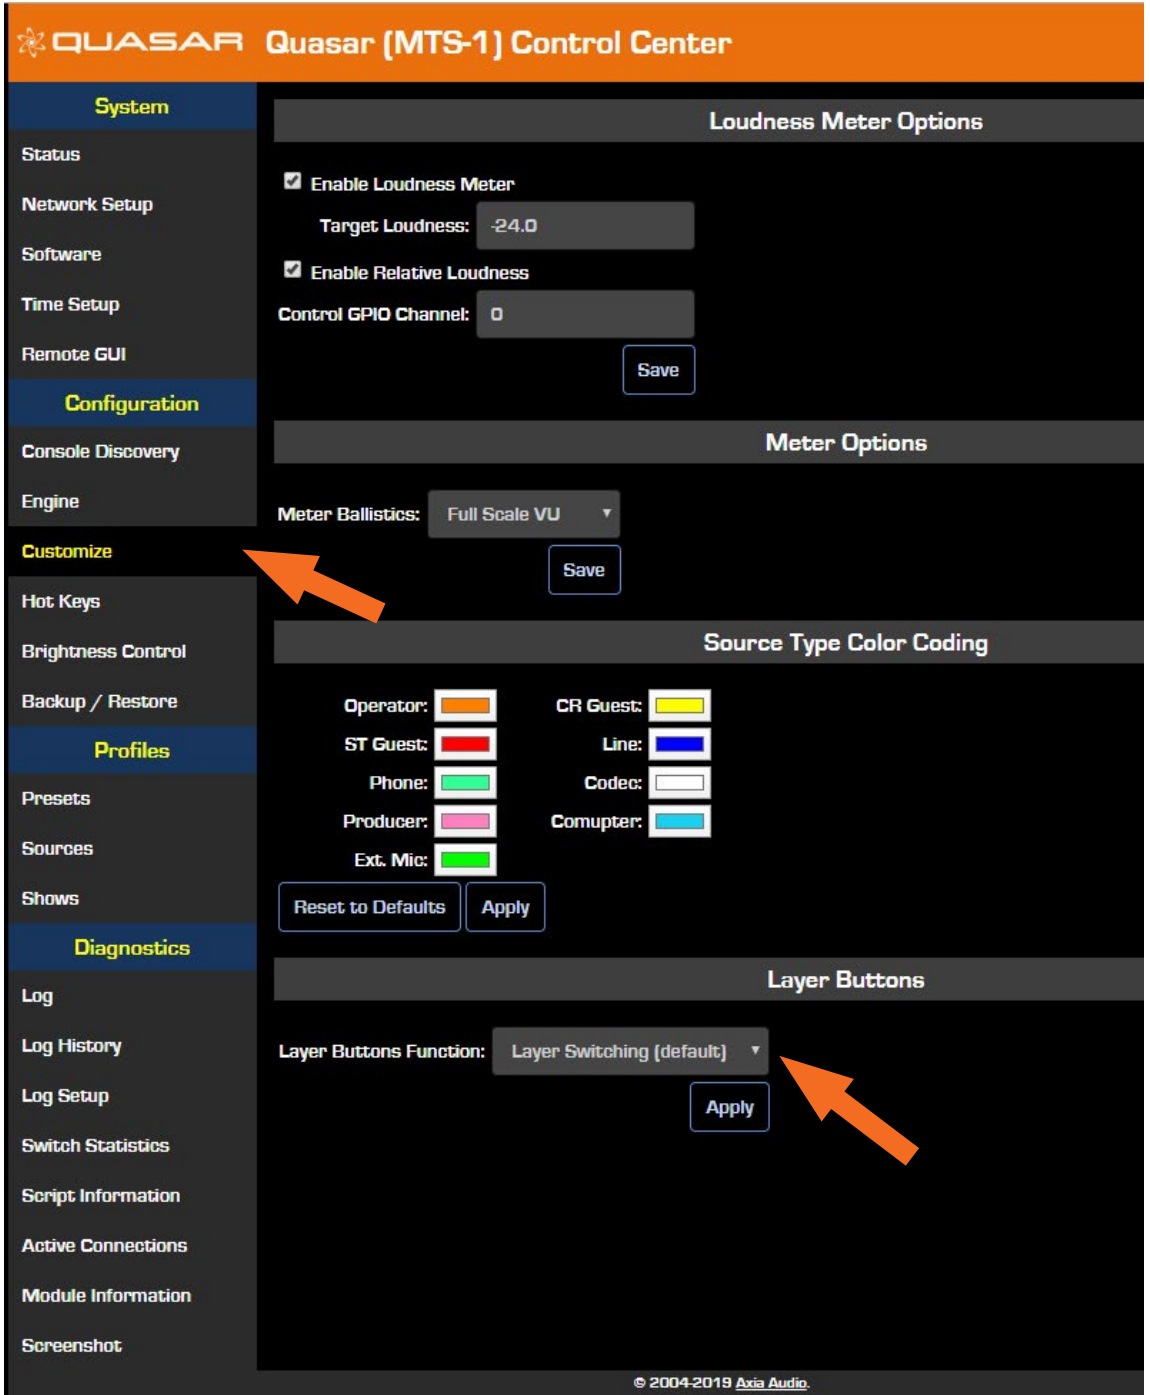 QUASAR Quasar (MTS-1) Control Center
System
Status
Network Setup
Software
Time Setup
Remote GUI
Configuration
Console Discovery
Engine
Customize
Hot Keys
Brightness Control
Backup / Restore
Profiles
Presets
Sources
Shows
Diagnostics
Log
Log History
Log Setup
Switch Statistics
Script Information
Active Connections
Module Information
Screenshot
Loudness Meter Options
Enable Loudness Meter
Target Loudness: -24.0
Enable Relative Loudness
Control GPIO Channel: 0
Save
Meter Options
Meter Ballistics: Full Scale VU
Save
Source Type Color Coding
Operator: CR Guest:
ST Guest: Line:
Phone: Codec:
Producer: Comupter:
Ext. Mic:
Reset to Defaults Apply
Layer Buttons
Layer Buttons Function: Layer Switching (default)
Apply
© 2004-2019 Axia Audio.